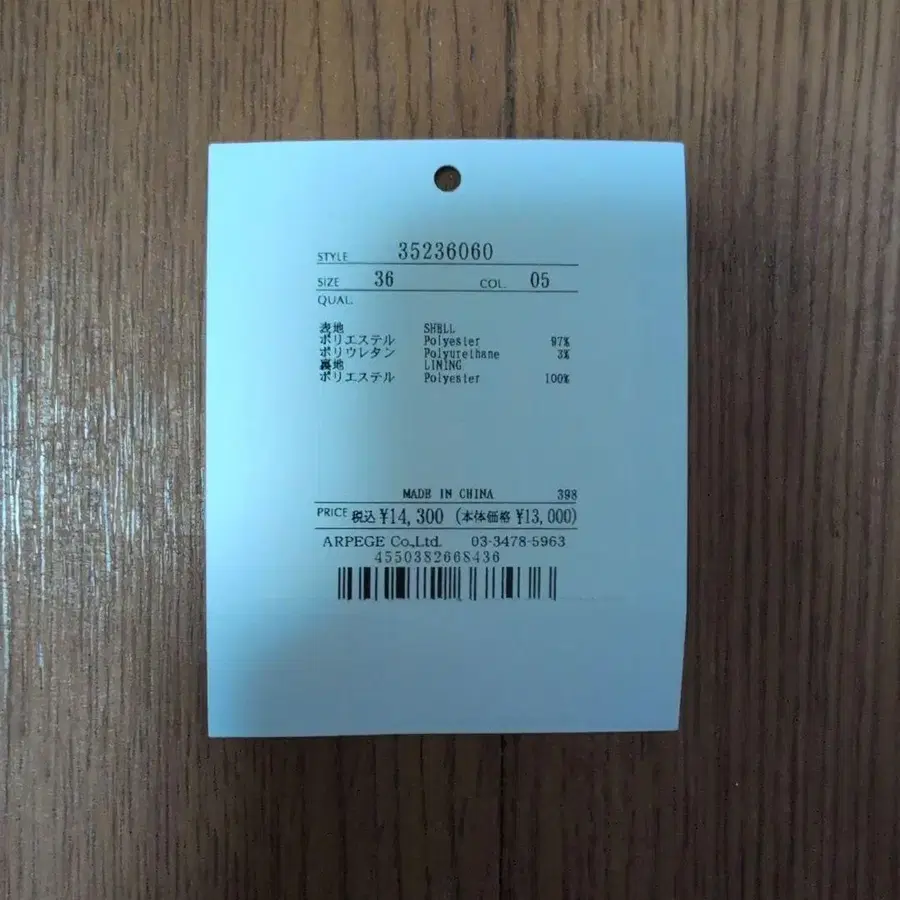 STYLE 35236060
SIZE 36 COL. 05
QUAL.
表地 SHELL
ポリエステル Polyester 97%
ポリウレタン Polyurethane 3%
裏地 LINING
ポリエステル Polyester 100%
MADE IN CHINA 398
PRICE 税込 ¥14,300 (本体価格 ¥13,000)
ARPEGE Co.,Ltd. 03-3478-5963
4550382668436